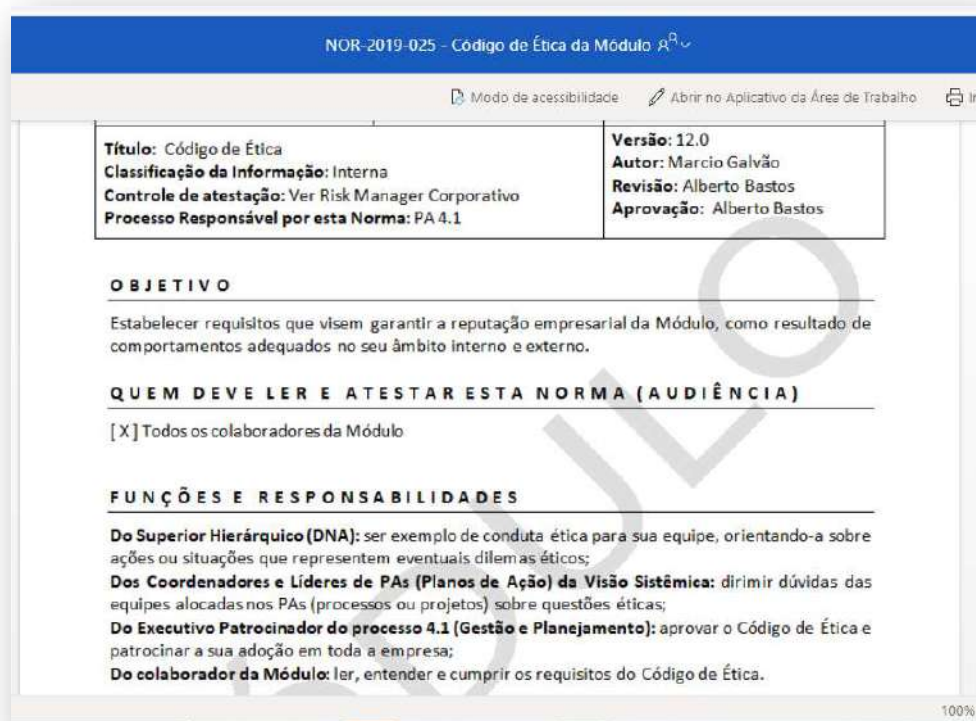 NOR-2019-025 - Código de Ética da Módulo
Modo de acessibilidade Abrir no Aplicativo da Área de Trabalho
Título: Código de Ética
Classificação da Informação: Interna
Controle de atestação: Ver Risk Manager Corporativo
Processo Responsável por esta Norma: PA 4.1
Versão: 12.0
Autor: Marcio Galvão
Revisão: Alberto Bastos
Aprovação: Alberto Bastos
OBJETIVO
Estabelecer requisitos que visem garantir a reputação empresarial da Módulo, como resultado de
comportamentos adequados no seu âmbito interno e externo.
QUEM DEVE LER E ATESTAR ESTA NORMA (AUDIÊNCIA)
[ X ] Todos os colaboradores da Módulo
FUNÇÕES E RESPONSABILIDADES
Do Superior Hierárquico (DNA): ser exemplo de conduta ética para sua equipe, orientando-a sobre
ações ou situações que representem eventuais dilemas éticos;
Dos Coordenadores e Líderes de PAs (Planos de Ação) da Visão Sistêmica: dirimir dúvidas das
equipes alocadas nos PAs (processos ou projetos) sobre questões éticas;
Do Executivo Patrocinador do processo 4.1 (Gestão e Planejamento): aprovar o Código de Ética e
patrocinar a sua adoção em toda a empresa;
Do colaborador da Módulo: ler, entender e cumprir os requisitos do Código de Ética.
ÓDULO
100%